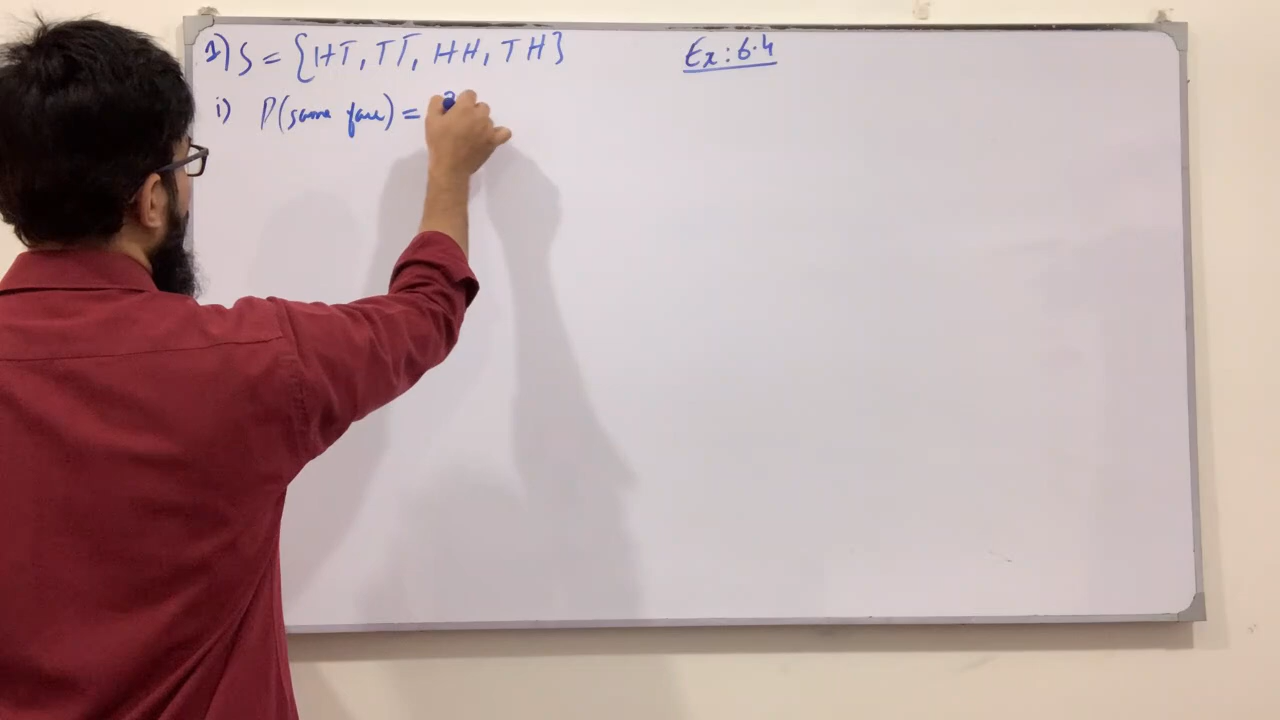 1) S = {HT, TT, HH, TH}
Ex: 6.4
i) P(same face) =